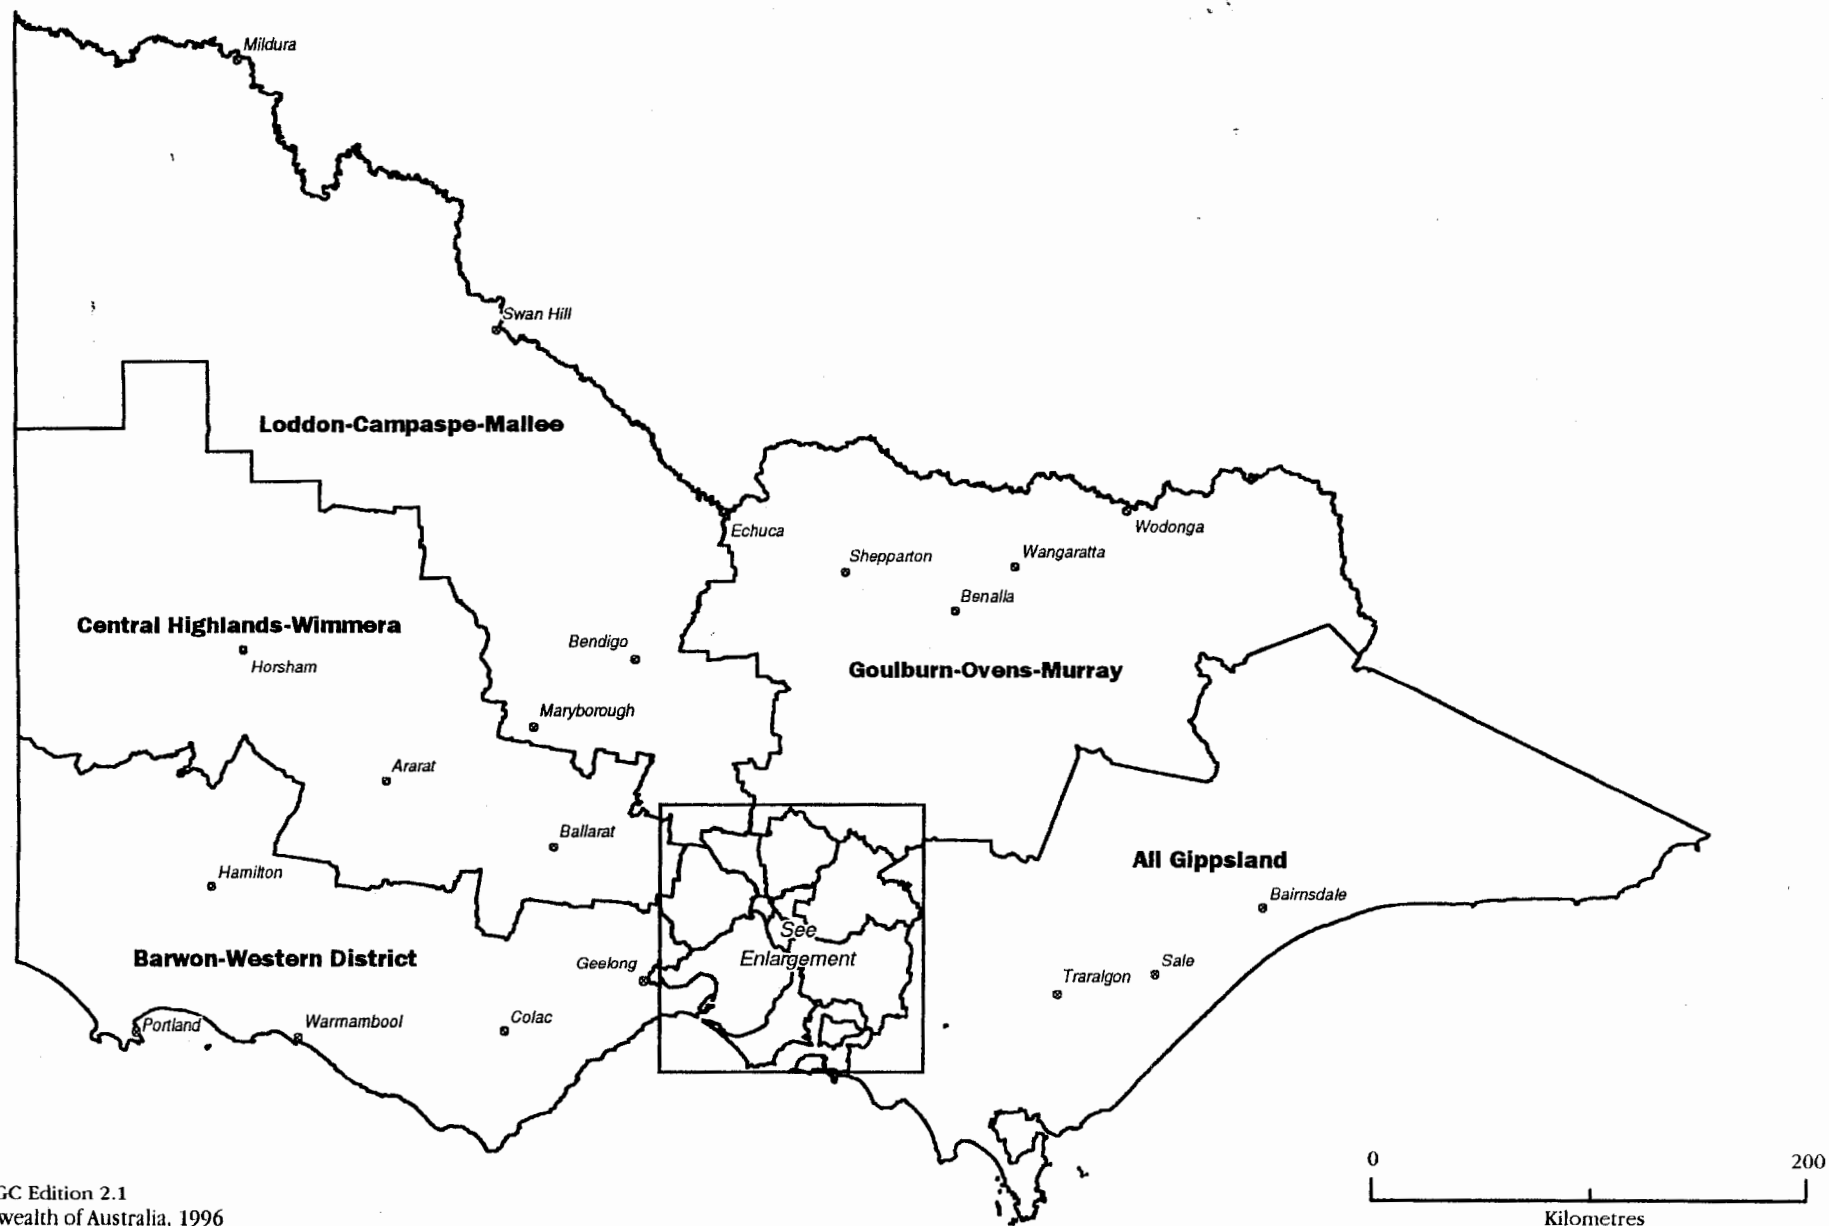 Mildura
Swan Hill
Loddon-Campaspe-Mallee
Echuca
Wodonga
Shepparton
Wangaratta
Benalla
Central Highlands-Wimmera
Horsham
Bendigo
Goulburn-Ovens-Murray
Maryborough
Ararat
Ballarat
All Gippsland
Hamilton
Bairnsdale
See
Enlargement
Barwon-Western District
Geelong
Sale
Traralgon
Portland
Warrnambool
Colac
0 200
Kilometres
GC Edition 2.1
wealth of Australia, 1996